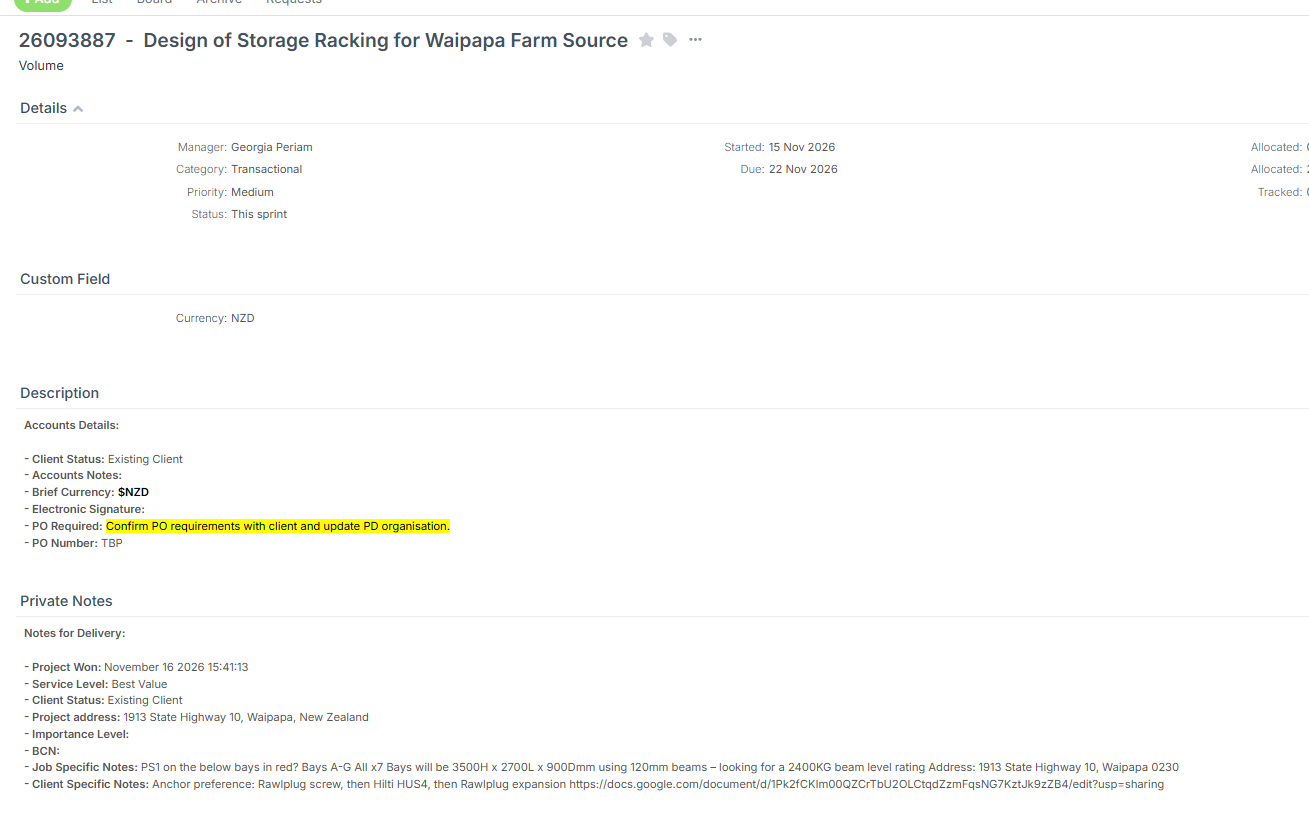 + Add List Board Archive Requests
26093887 - Design of Storage Racking for Waipapa Farm Source
Volume
Details
Manager: Georgia Periam
Started: 15 Nov 2026
Allocated:
Category: Transactional
Due: 22 Nov 2026
Allocated:
Priority: Medium
Tracked:
Status: This sprint
Custom Field
Currency: NZD
Description
Accounts Details:
- Client Status: Existing Client
- Accounts Notes:
- Brief Currency: $NZD
- Electronic Signature:
- PO Required: Confirm PO requirements with client and update PD organisation.
- PO Number: TBP
Private Notes
Notes for Delivery:
- Project Won: November 16 2026 15:41:13
- Service Level: Best Value
- Client Status: Existing Client
- Project address: 1913 State Highway 10, Waipapa, New Zealand
- Importance Level:
- BCN:
- Job Specific Notes: PS1 on the below bays in red? Bays A-G All x7 Bays will be 3500H x 2700L x 900Dmm using 120mm beams – looking for a 2400KG beam level rating Address: 1913 State Highway 10, Waipapa 0230
- Client Specific Notes: Anchor preference: Rawlplug screw, then Hilti HUS4, then Rawlplug expansion https://docs.google.com/document/d/1Pk2fCKIm00QZCrTbU2OLCtqdZzmFqsNG7KztJk9zZB4/edit?usp=sharing